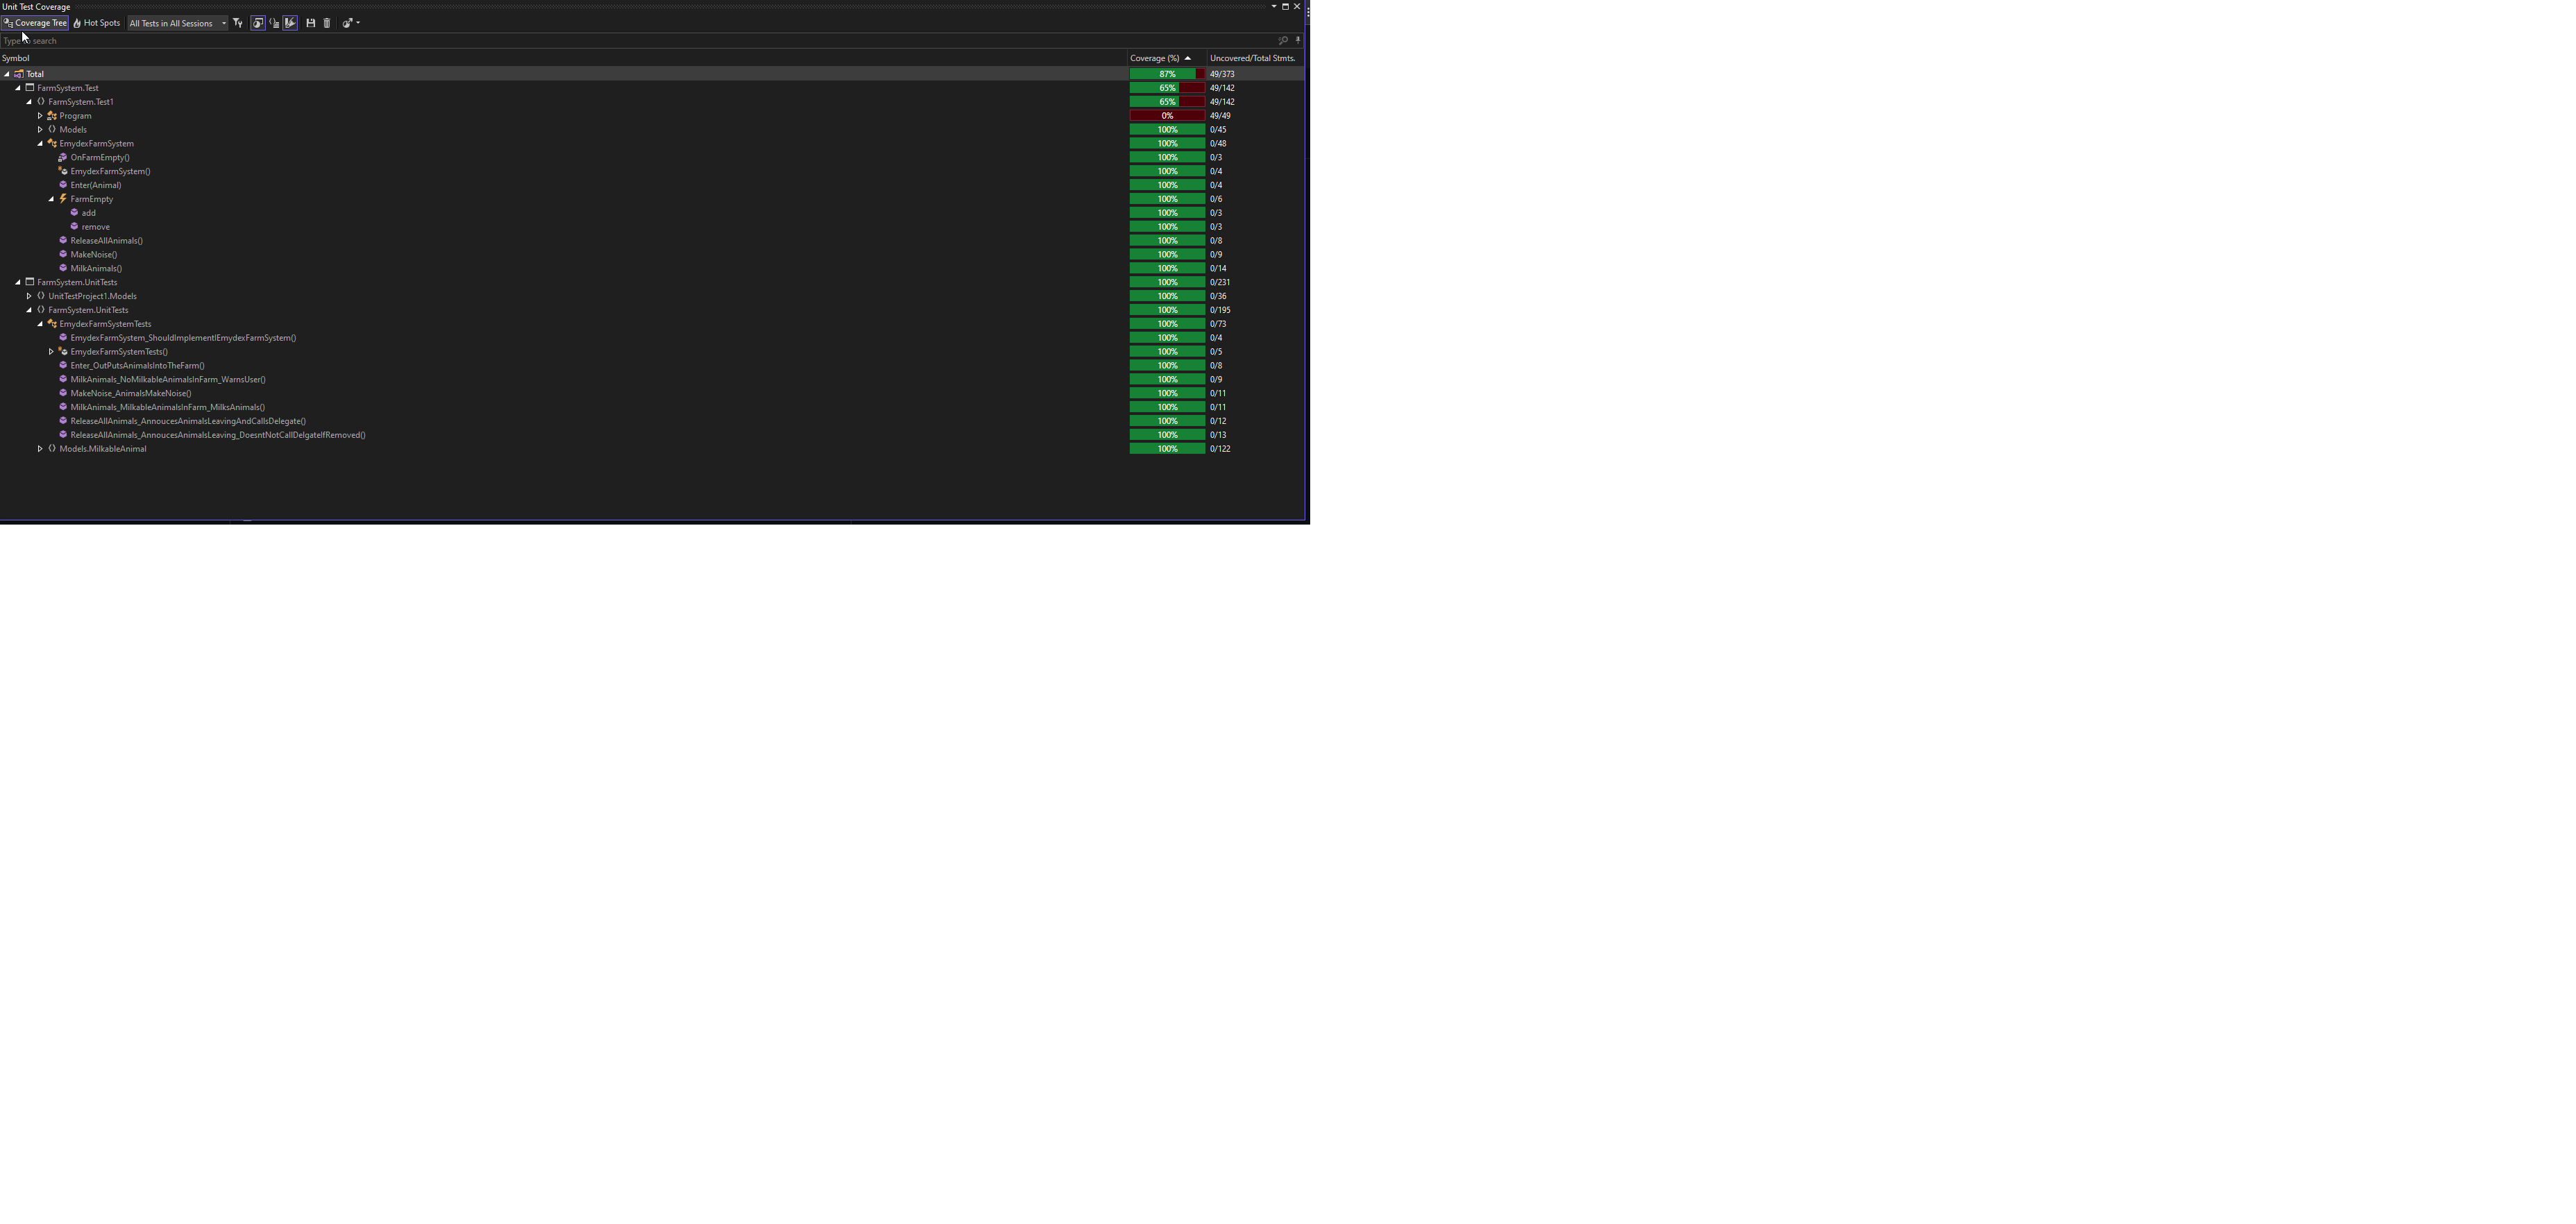 Unit Test Coverage
Coverage Tree Hot Spots All Tests in All Sessions
Type to search
Symbol Coverage (%) Uncovered/Total Stmts.
Total 87% 49/373
FarmSystem.Test 65% 49/142
FarmSystem.Test1 65% 49/142
Program 0% 49/49
Models 100% 0/45
EmydexFarmSystem 100% 0/48
OnFarmEmpty() 100% 0/3
EmydexFarmSystem() 100% 0/4
Enter(Animal) 100% 0/4
FarmEmpty 100% 0/6
add 100% 0/3
remove 100% 0/3
ReleaseAllAnimals() 100% 0/8
MakeNoise() 100% 0/9
MilkAnimals() 100% 0/14
FarmSystem.UnitTests 100% 0/231
UnitTestProject1.Models 100% 0/36
FarmSystem.UnitTests 100% 0/195
EmydexFarmSystemTests 100% 0/73
EmydexFarmSystem_ShouldImplementIEmydexFarmSystem() 100% 0/4
EmydexFarmSystemTests() 100% 0/5
Enter_OutPutsAnimalsIntoTheFarm() 100% 0/8
MilkAnimals_NoMilkableAnimalsInFarm_WarnsUser() 100% 0/9
MakeNoise_AnimalsMakeNoise() 100% 0/11
MilkAnimals_MilkableAnimalsInFarm_MilksAnimals() 100% 0/11
ReleaseAllAnimals_AnnoucesAnimalsLeavingAndCallsDelegate() 100% 0/12
ReleaseAllAnimals_AnnoucesAnimalsLeaving_DoesntNotCallDelgateIfRemoved() 100% 0/13
Models.MilkableAnimal 100% 0/122